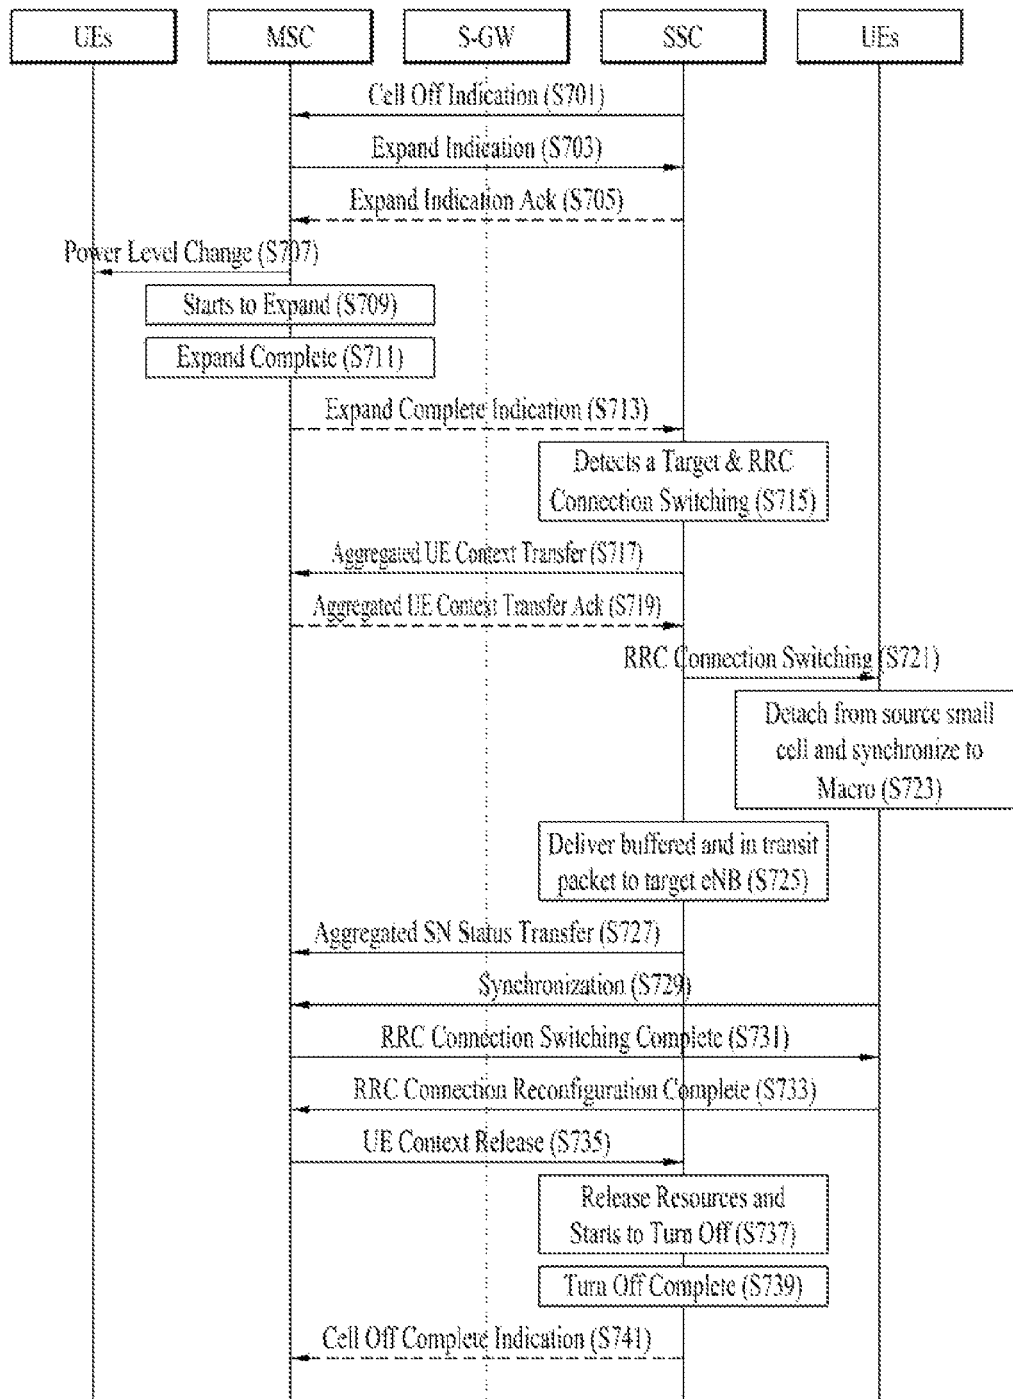 UEs
MSC
S-GW
SSC
UEs
Cell Off Indication (S701)
Expand Indication (S703)
Expand Indication Ack (S705)
Power Level Change (S707)
Starts to Expand (S709)
Expand Complete (S711)
Expand Complete Indication (S713)
Detects a Target & RRC
Connection Switching (S715)
Aggregated UE Context Transfer (S717)
Aggregated UE Context Transfer Ack (S719)
RRC Connection Switching (S721)
Detach from source small
cell and synchronize to
Macro (S723)
Deliver buffered and in transit
packet to target eNB (S725)
Aggregated SN Status Transfer (S727)
Synchronization (S729)
RRC Connection Switching Complete (S731)
RRC Connection Reconfiguration Complete (S733)
UE Context Release (S735)
Release Resources and
Starts to Turn Off (S737)
Turn Off Complete (S739)
Cell Off Complete Indication (S741)